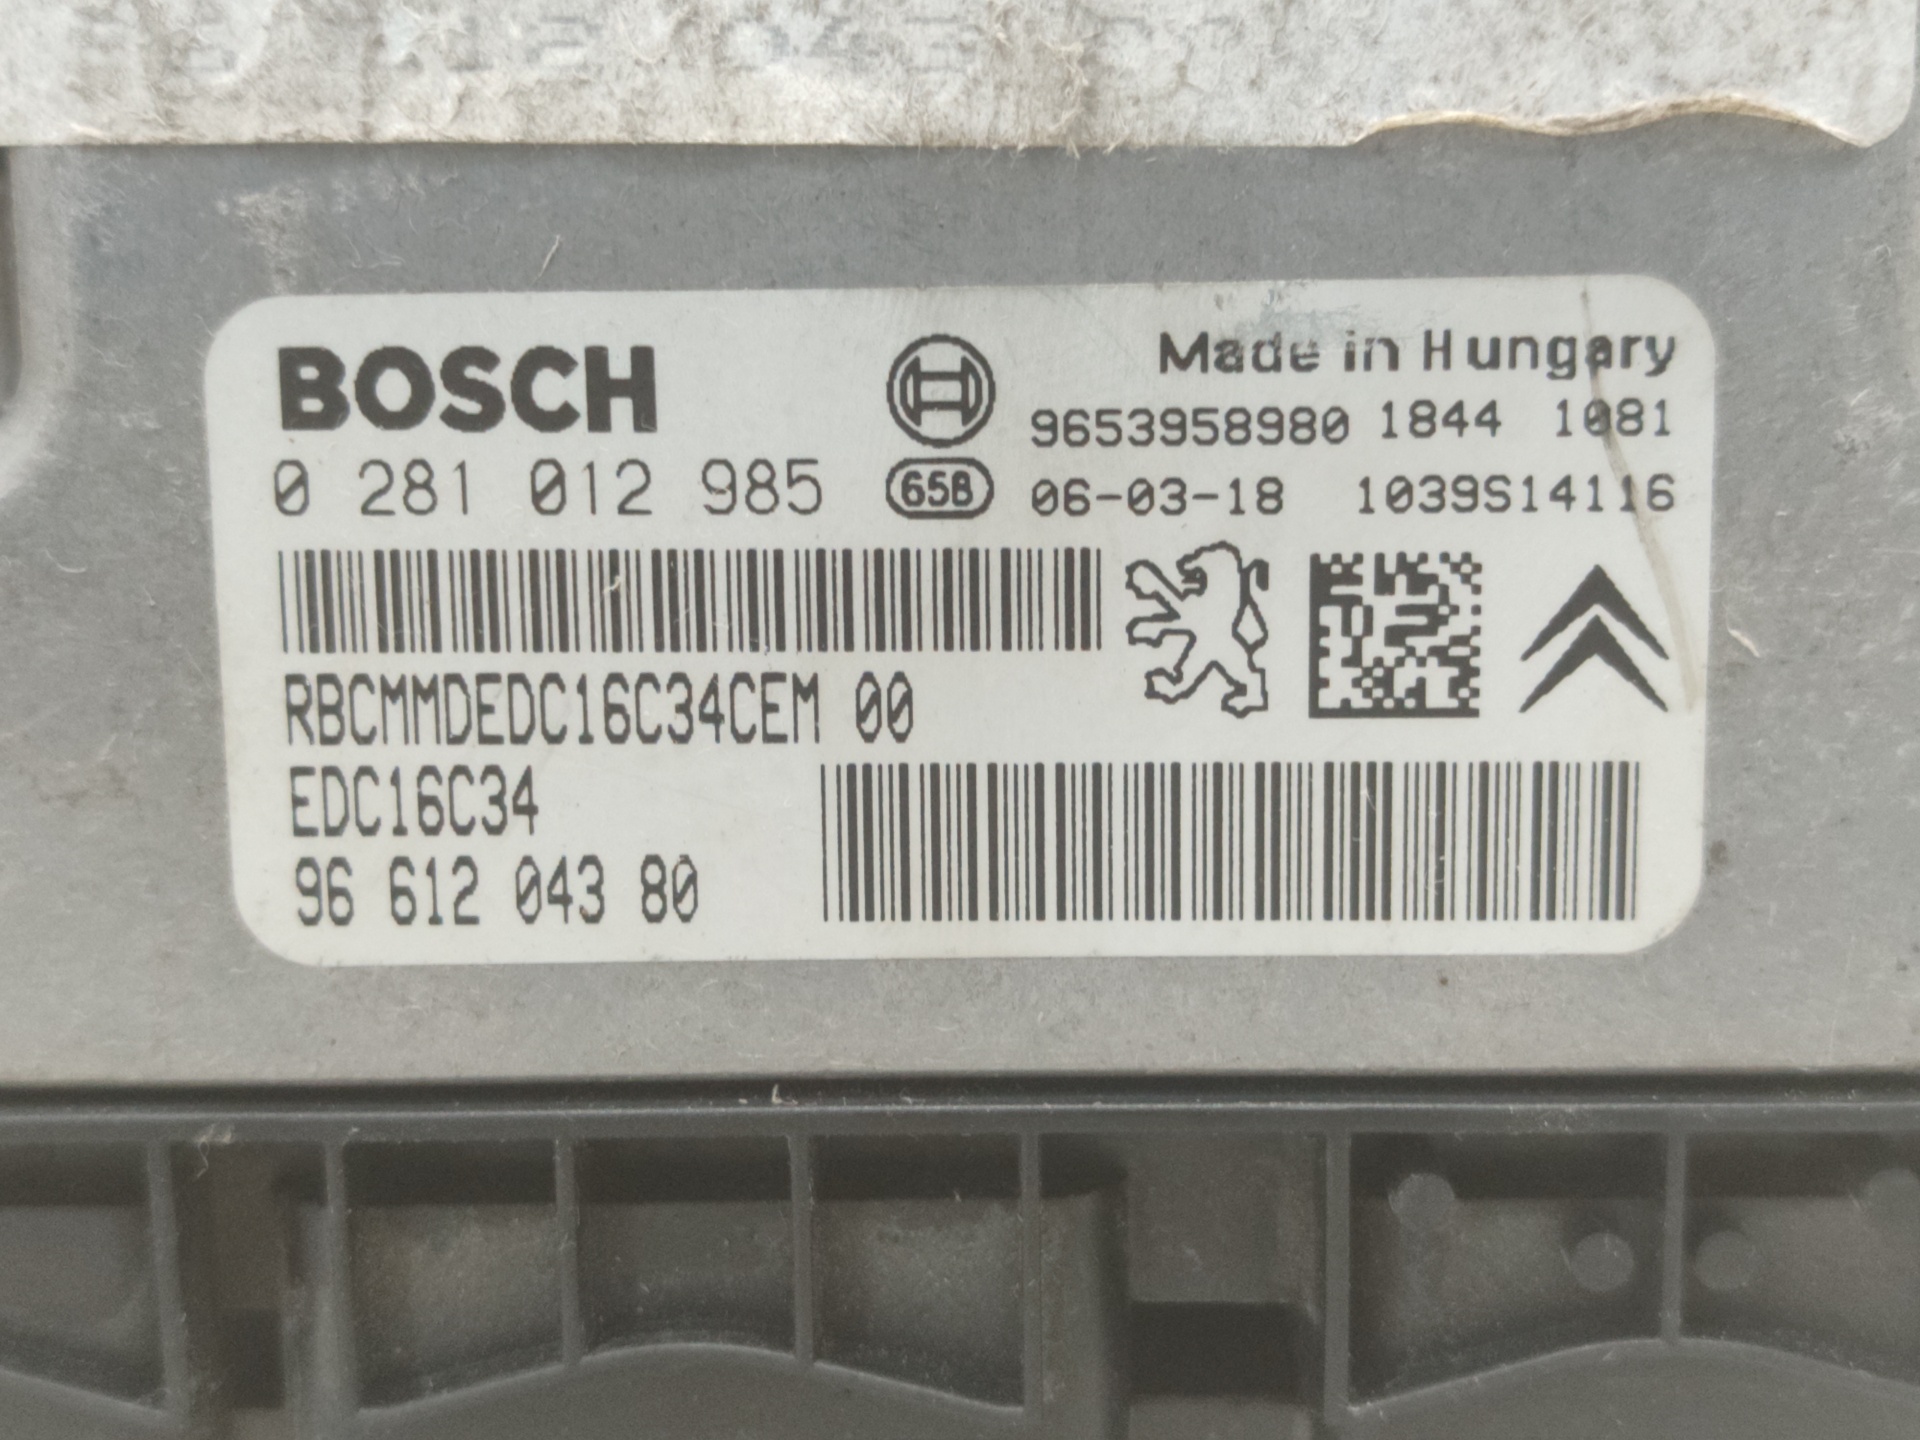 BOSCH
Made in Hungary
9653958980 1844 1081
0 281 012 985
65B
06-03-18 1039S14116
RBCMMDEDC16C34CEM 00
EDC16C34
96 612 043 80